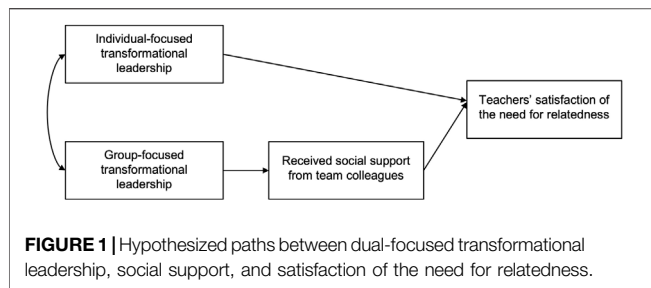 Individual-focused
transformational
leadership
Teachers' satisfaction of
the need for relatedness
Group-focused
transformational
leadership
Received social support
from team colleagues
FIGURE 1 | Hypothesized paths between dual-focused transformational
leadership, social support, and satisfaction of the need for relatedness.